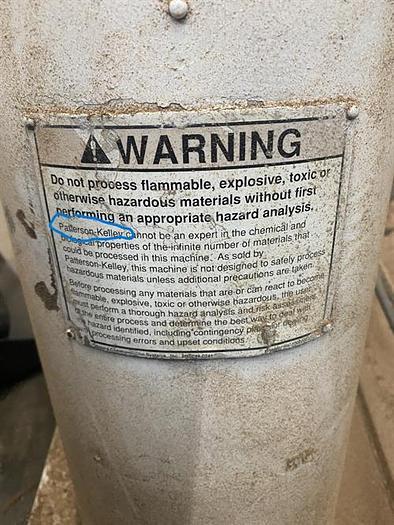 WARNING
Do not process flammable, explosive, toxic or
otherwise hazardous materials without first
performing an appropriate hazard analysis.
Patterson-Kelley cannot be an expert in the chemical and
biological properties of the infinite number of materials that
could be processed in this machine. As sold by
Patterson-Kelley, this machine is not designed to safely process
hazardous materials unless additional precautions are taken.
Before processing any materials that are or can react to become
flammable, explosive, toxic or otherwise hazardous, the user
must perform a thorough hazard analysis and risk assessment
of the entire process and determine the best way to deal with
hazard identified, including contingency
processing errors and upset conditions